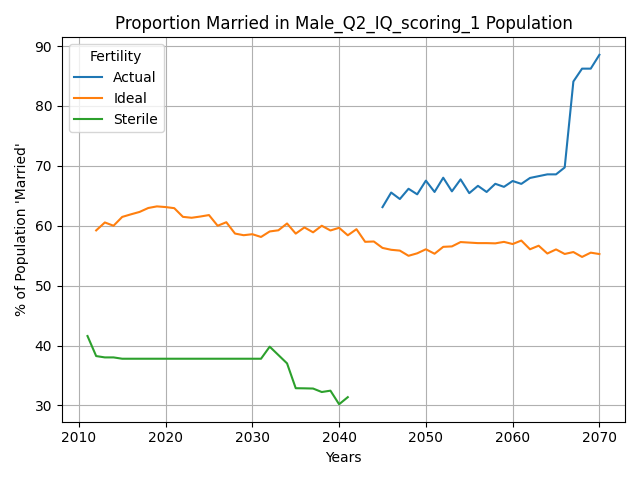 Proportion Married in Male_Q2_IQ_scoring_1 Population
% of Population 'Married'
90
80
70
60
50
40
30
Fertility
Actual
Ideal
Sterile
2010 2020 2030 2040 2050 2060 2070
Years